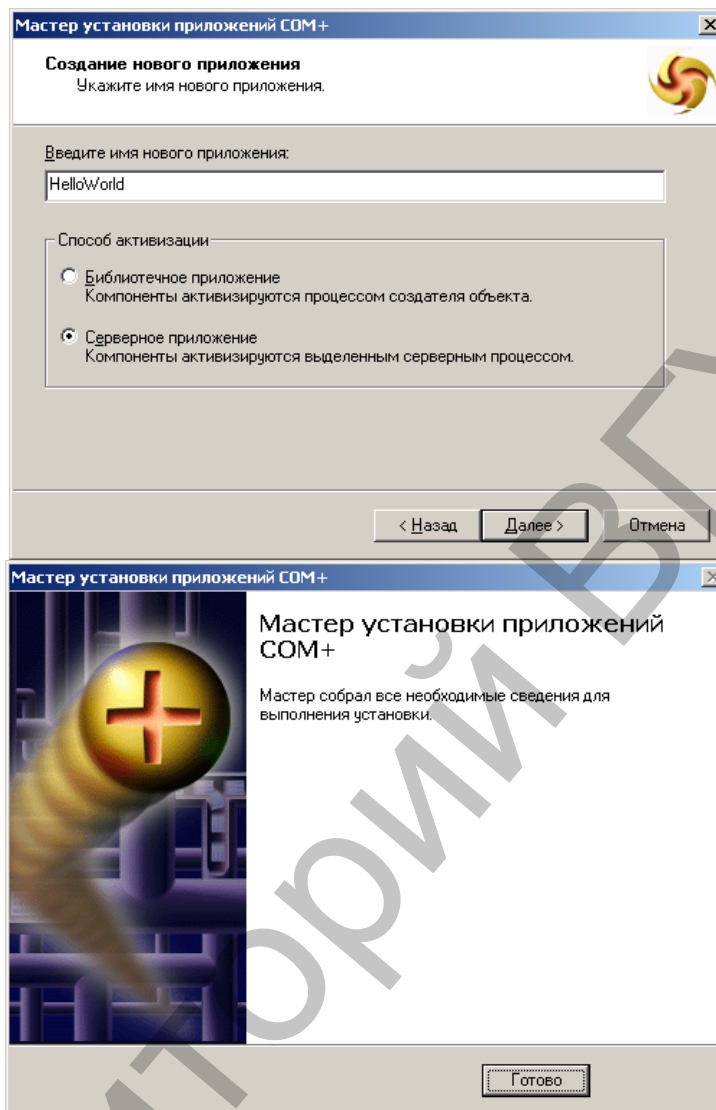 Мастер установки приложений COM+
Создание нового приложения
Укажите имя нового приложения.
Введите имя нового приложения:
HelloWorld
Способ активизации
Библиотечное приложение
Компоненты активизируются процессом создателя объекта.
Серверное приложение
Компоненты активизируются выделенным серверным процессом.
< Назад
Далее >
Отмена
Мастер установки приложений COM+
Мастер установки приложений
COM+
Мастер собрал все необходимые сведения для
выполнения установки.
Готово